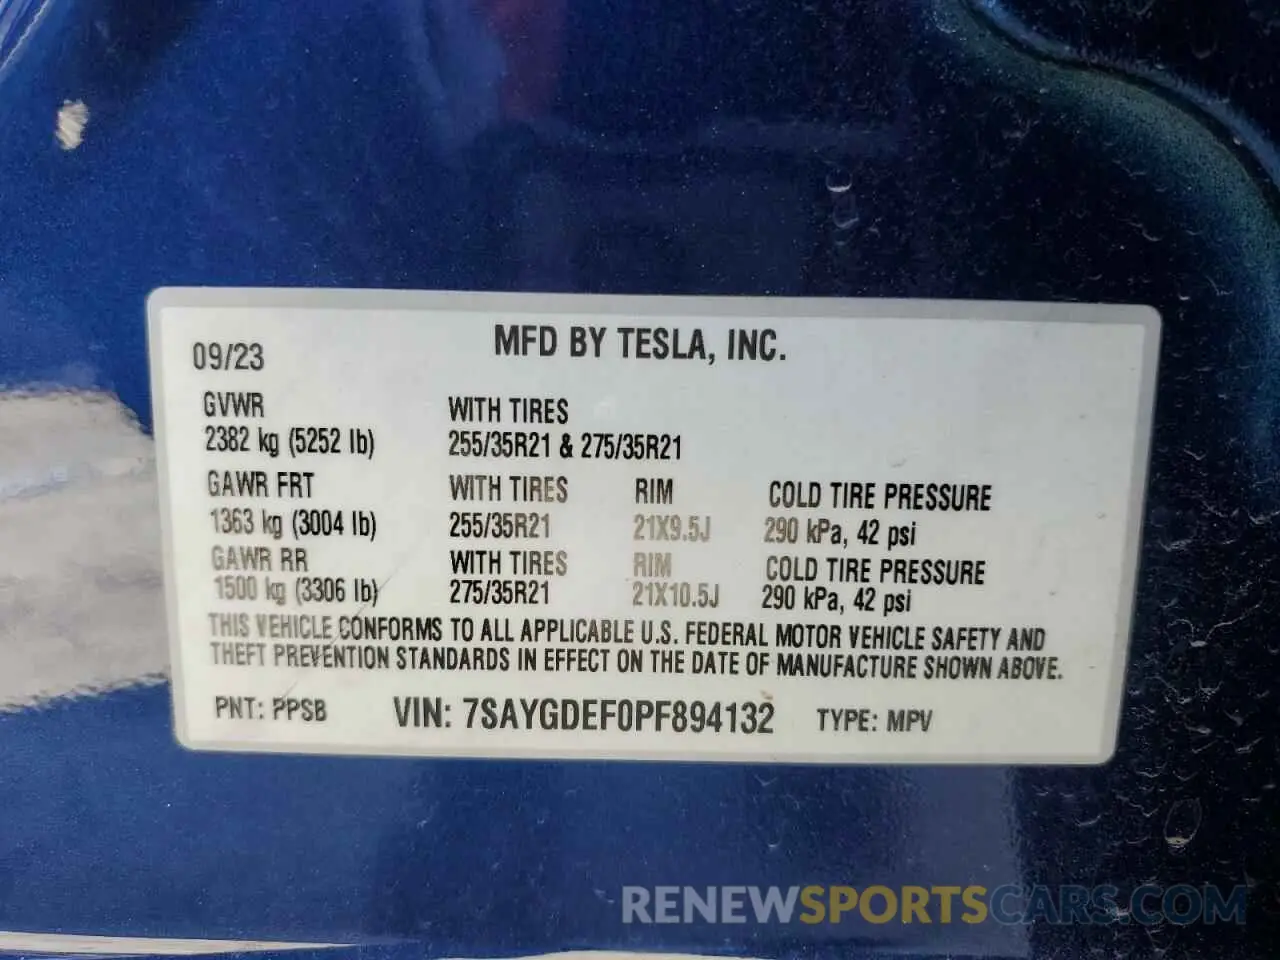 MFD BY TESLA, INC.
09/23
GVWR WITH TIRES
2382 kg (5252 lb) 255/35R21 & 275/35R21
GAWR FRT WITH TIRES RIM COLD TIRE PRESSURE
1363 kg (3004 lb) 255/35R21 21X9.5J 290 kPa, 42 psi
GAWR RR WITH TIRES RIM COLD TIRE PRESSURE
1500 kg (3306 lb) 275/35R21 21X10.5J 290 kPa, 42 psi
THIS VEHICLE CONFORMS TO ALL APPLICABLE U.S. FEDERAL MOTOR VEHICLE SAFETY AND
THEFT PREVENTION STANDARDS IN EFFECT ON THE DATE OF MANUFACTURE SHOWN ABOVE.
PNT: PPSB VIN: 7SAYGDEF0PF894132 TYPE: MPV
RENEWSPORTSCARS.COM